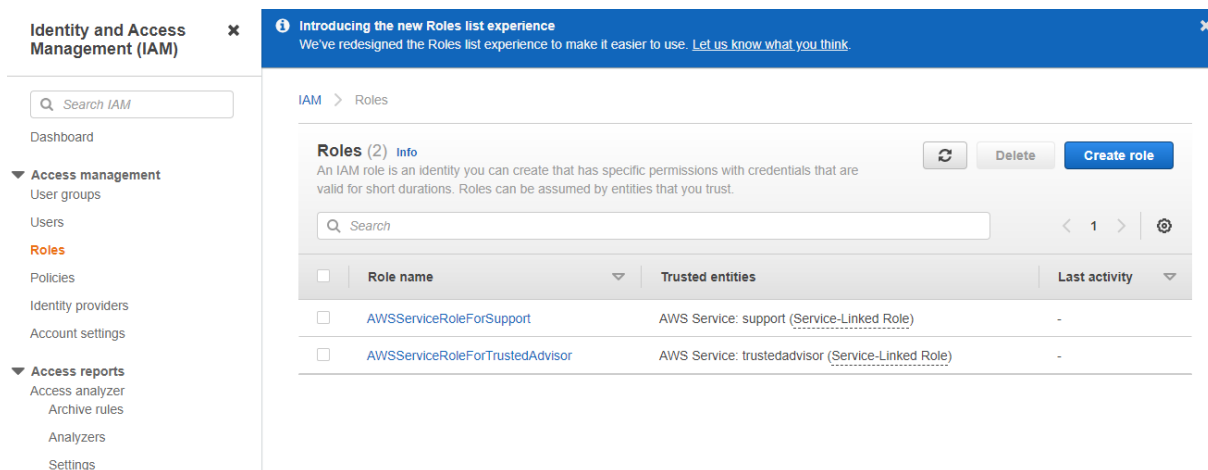 Identity and Access
Management (IAM)
Search IAM
Dashboard
Access management
User groups
Users
Roles
Policies
Identity providers
Account settings
Access reports
Access analyzer
Archive rules
Analyzers
Settings
Introducing the new Roles list experience
We've redesigned the Roles list experience to make it easier to use. Let us know what you think.
IAM > Roles
Roles (2) Info
An IAM role is an identity you can create that has specific permissions with credentials that are
valid for short durations. Roles can be assumed by entities that you trust.
Delete
Create role
Search
1
Role name Trusted entities Last activity
AWSServiceRoleForSupport AWS Service: support (Service-Linked Role) -
AWSServiceRoleForTrustedAdvisor AWS Service: trustedadvisor (Service-Linked Role) -